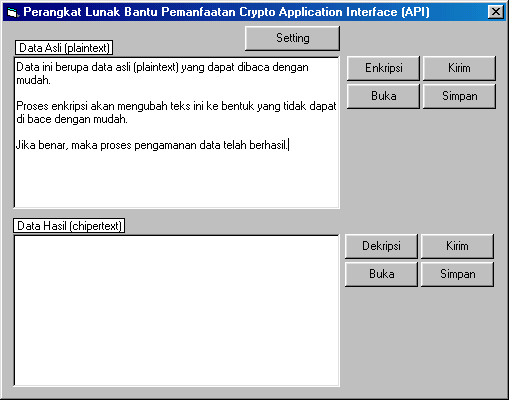 Perangkat Lunak Bantu Pemanfaatan Crypto Application Interface (API)
Setting
Data Asli (plaintext)
Data ini berupa data asli (plaintext) yang dapat dibaca dengan
mudah.
Proses enkripsi akan mengubah teks ini ke bentuk yang tidak dapat
di bace dengan mudah.
Jika benar, maka proses pengamanan data telah berhasil.
Enkripsi
Kirim
Buka
Simpan
Data Hasil (chipertext)
Dekripsi
Kirim
Buka
Simpan